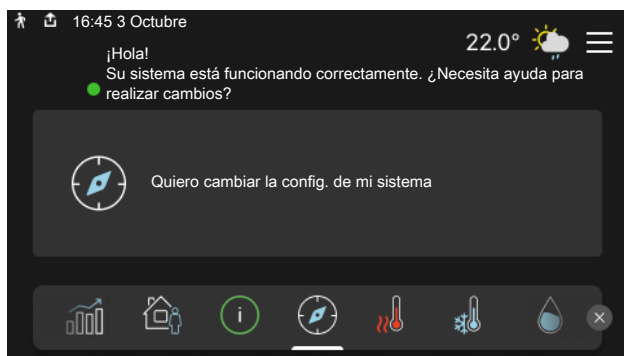 16:45 3 Octubre
22.0°
¡Hola!
Su sistema está funcionando correctamente. ¿Necesita ayuda para
realizar cambios?
Quiero cambiar la config. de mi sistema
i